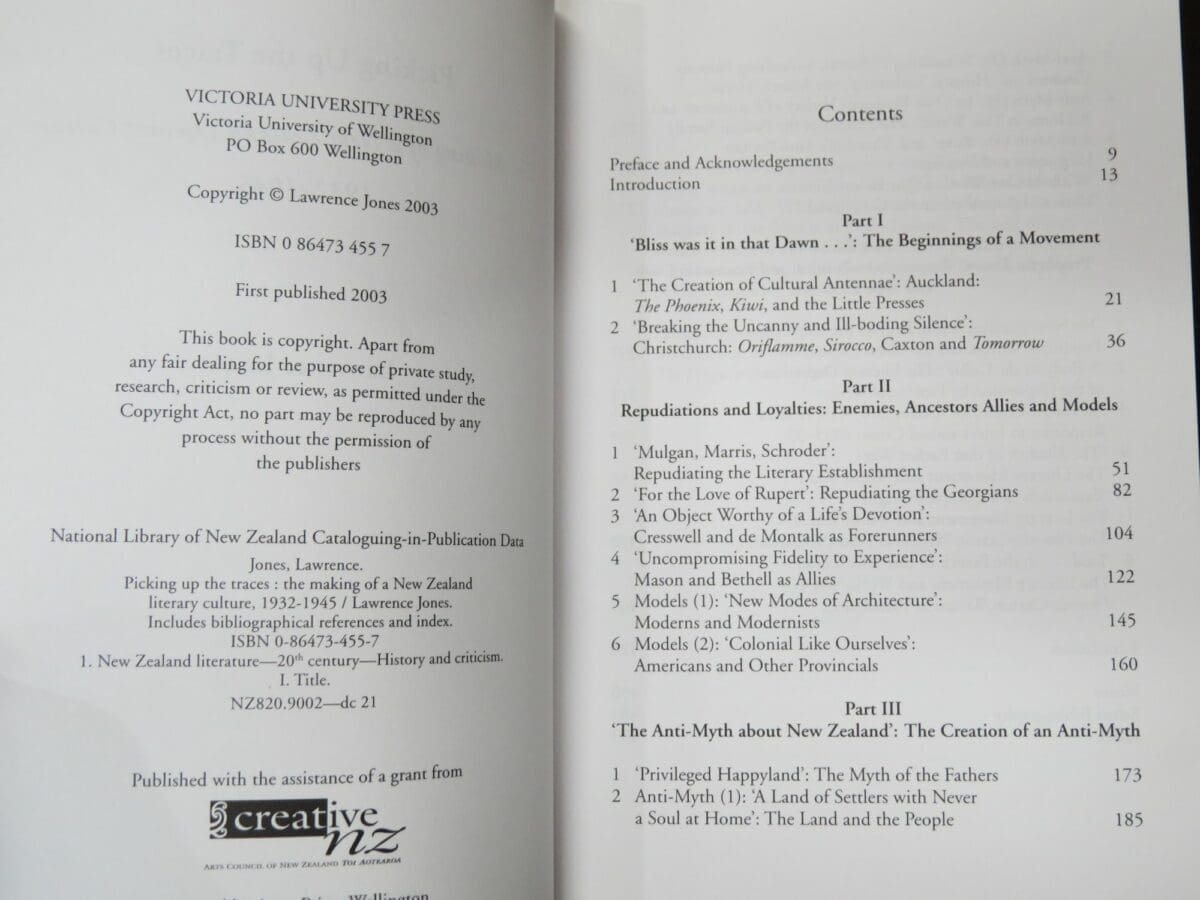 VICTORIA UNIVERSITY PRESS
Victoria University of Wellington
PO Box 600 Wellington
Copyright © Lawrence Jones 2003
ISBN 0 86473 455 7
First published 2003
This book is copyright. Apart from
any fair dealing for the purpose of private study,
research, criticism or review, as permitted under the
Copyright Act, no part may be reproduced by any
process without the permission of
the publishers
National Library of New Zealand Cataloguing-in-Publication Data
Jones, Lawrence.
Picking up the traces : the making of a New Zealand
literary culture, 1932-1945 / Lawrence Jones.
Includes bibliographical references and index.
ISBN 0-86473-455-7
1. New Zealand literature—20th century—History and criticism.
I. Title.
NZ820.9002—dc 21
Published with the assistance of a grant from
creative nz
ARTS COUNCIL OF NEW ZEALAND TOI AOTEAROA
Wellington
Contents
Preface and Acknowledgements 9
Introduction 13
Part I
‘Bliss was it in that Dawn . . .’: The Beginnings of a Movement
1 ‘The Creation of Cultural Antennae’: Auckland:
The Phoenix, Kiwi, and the Little Presses 21
2 ‘Breaking the Uncanny and Ill-boding Silence’:
Christchurch: Oriflamme, Sirocco, Caxton and Tomorrow 36
Part II
Repudiations and Loyalties: Enemies, Ancestors Allies and Models
1 ‘Mulgan, Marris, Schroder’:
Repudiating the Literary Establishment 51
2 ‘For the Love of Rupert’: Repudiating the Georgians 82
3 ‘An Object Worthy of a Life’s Devotion’:
Cresswell and de Montalk as Forerunners 104
4 ‘Uncompromising Fidelity to Experience’:
Mason and Bethell as Allies 122
5 Models (1): ‘New Modes of Architecture’:
Moderns and Modernists 145
6 Models (2): ‘Colonial Like Ourselves’:
Americans and Other Provincials 160
Part III
‘The Anti-Myth about New Zealand’: The Creation of an Anti-Myth
1 ‘Privileged Happyland’: The Myth of the Fathers 173
2 Anti-Myth (1): ‘A Land of Settlers with Never
a Soul at Home’: The Land and the People 185